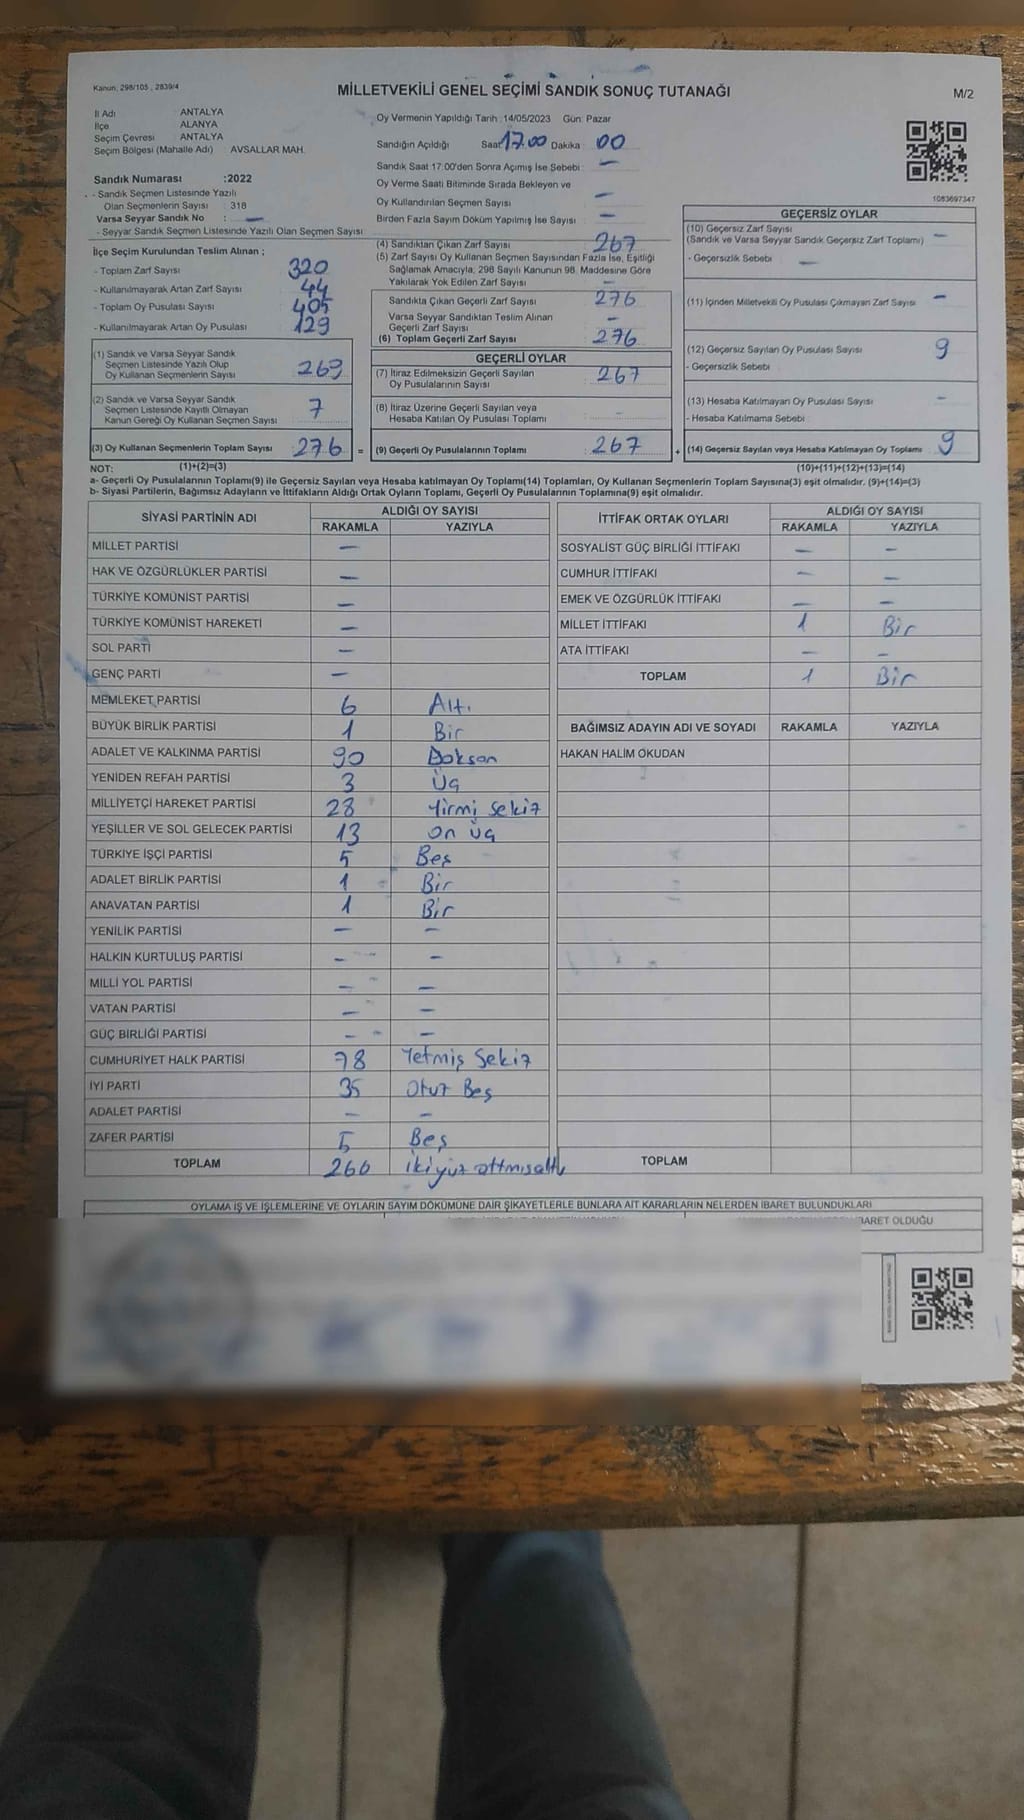 Kanun, 298/105 , 2839/4
MİLLETVEKİLİ GENEL SEÇİMİ SANDIK SONUÇ TUTANAĞI
M/2
İl Adı : ANTALYA
İlçe : ALANYA
Seçim Çevresi : ANTALYA
Seçim Bölgesi (Mahalle Adı) : AVSALLAR MAH.
Sandık Numarası :2022
- Sandık Seçmen Listesinde Yazılı
Olan Seçmenlerin Sayısı : 318
Varsa Seyyar Sandık No : —
- Seyyar Sandık Seçmen Listesinde Yazılı Olan Seçmen Sayısı
Oy Vermenin Yapıldığı Tarih : 14/05/2023 Gün: Pazar
Sandığın Açıldığı Saat 17.00 Dakika : 00
Sandık Saat 17:00'den Sonra Açımış İse Sebebi : —
Oy Verme Saati Bitiminde Sırada Bekleyen ve
Oy Kullandırılan Seçmen Sayısı —
Birden Fazla Sayım Döküm Yapılmış İse Sayısı : —
1083697347
İlçe Seçim Kurulundan Teslim Alınan ;
- Toplam Zarf Sayısı 320
- Kullanılmayarak Artan Zarf Sayısı : 44
- Toplam Oy Pusulası Sayısı : 405
- Kullanılmayarak Artan Oy Pusulası : 129
(1) Sandık ve Varsa Seyyar Sandık
Seçmen Listesinde Yazılı Olup
Oy Kullanan Seçmenlerin Sayısı 269
(2) Sandık ve Varsa Seyyar Sandık
Seçmen Listesinde Kayıtlı Olmayan
Kanun Gereği Oy Kullanan Seçmen Sayısı 7
(3) Oy Kullanan Seçmenlerin Toplam Sayısı 276 =
(4) Sandıktan Çıkan Zarf Sayısı 267
(5) Zarf Sayısı Oy Kullanan Seçmen Sayısından Fazla İse, Eşitliği
Sağlamak Amacıyla, 298 Sayılı Kanunun 98. Maddesine Göre
Yakılarak Yok Edilen Zarf Sayısı —
Sandıkta Çıkan Geçerli Zarf Sayısı : 276
Varsa Seyyar Sandıktan Teslim Alınan
Geçerli Zarf Sayısı : —
(6) Toplam Geçerli Zarf Sayısı : 276
GEÇERLİ OYLAR
(7) İtiraz Edilmeksizin Geçerli Sayılan
Oy Pusulalarının Sayısı : 267
(8) İtiraz Üzerine Geçerli Sayılan veya
Hesaba Katılan Oy Pusulası Toplamı : -
(9) Geçerli Oy Pusulalarının Toplamı : 267 +
GEÇERSİZ OYLAR
(10) Geçersiz Zarf Sayısı
(Sandık ve Varsa Seyyar Sandık Geçersiz Zarf Toplamı) —
- Geçersizlik Sebebi : —
(11) İçinden Milletvekili Oy Pusulası Çıkmayan Zarf Sayısı : —
(12) Geçersiz Sayılan Oy Pusulası Sayısı : 9
- Geçersizlik Sebebi :
(13) Hesaba Katılmayan Oy Pusulası Sayısı : —
- Hesaba Katılmama Sebebi :
(14) Geçersiz Sayılan veya Hesaba Katılmayan Oy Toplamı : 9
NOT: (1)+(2)=(3) (10)+(11)+(12)+(13)=(14)
a- Geçerli Oy Pusulalarının Toplamı(9) ile Geçersiz Sayılan veya Hesaba katılmayan Oy Toplamı(14) Toplamları, Oy Kullanan Seçmenlerin Toplam Sayısına(3) eşit olmalıdır. (9)+(14)=(3)
b- Siyasi Partilerin, Bağımsız Adayların ve İttifakların Aldığı Ortak Oyların Toplamı, Geçerli Oy Pusulalarının Toplamına(9) eşit olmalıdır.
SİYASİ PARTİNİN ADI ALDIĞI OY SAYISI
RAKAMLA YAZIYLA
MİLLET PARTİSİ —
HAK VE ÖZGÜRLÜKLER PARTİSİ —
TÜRKİYE KOMÜNİST PARTİSİ —
TÜRKİYE KOMÜNİST HAREKETİ —
SOL PARTİ —
GENÇ PARTİ —
MEMLEKET PARTİSİ 6 Altı
BÜYÜK BİRLİK PARTİSİ 1 Bir
ADALET VE KALKINMA PARTİSİ 90 Doksan
YENİDEN REFAH PARTİSİ 3 Üç
MİLLİYETÇİ HAREKET PARTİSİ 28 Yirmi Sekiz
YEŞİLLER VE SOL GELECEK PARTİSİ 13 On Üç
TÜRKİYE İŞÇİ PARTİSİ 5 Beş
ADALET BİRLİK PARTİSİ 1 Bir
ANAVATAN PARTİSİ 1 Bir
YENİLİK PARTİSİ — —
HALKIN KURTULUŞ PARTİSİ — —
MİLLİ YOL PARTİSİ — —
VATAN PARTİSİ — —
GÜÇ BİRLİĞİ PARTİSİ — —
CUMHURİYET HALK PARTİSİ 78 Yetmiş Sekiz
İYİ PARTİ 35 Otuz Beş
ADALET PARTİSİ — —
ZAFER PARTİSİ 5 Beş
TOPLAM 266 İkiyüz altmışaltı
İTTİFAK ORTAK OYLARI ALDIĞI OY SAYISI
RAKAMLA YAZIYLA
SOSYALİST GÜÇ BİRLİĞİ İTTİFAKI — —
CUMHUR İTTİFAKI — —
EMEK VE ÖZGÜRLÜK İTTİFAKI — —
MİLLET İTTİFAKI 1 Bir
ATA İTTİFAKI — —
TOPLAM 1 Bir
BAĞIMSIZ ADAYIN ADI VE SOYADI RAKAMLA YAZIYLA
HAKAN HALİM OKUDAN
TOPLAM
OYLAMA İŞ VE İŞLEMLERİNE VE OYLARIN SAYIM DÖKÜMÜNE DAİR ŞİKAYETLERLE BUNLARA AİT KARARLARIN NELERDEN İBARET BULUNDUKLARI
BARET OLDUĞU